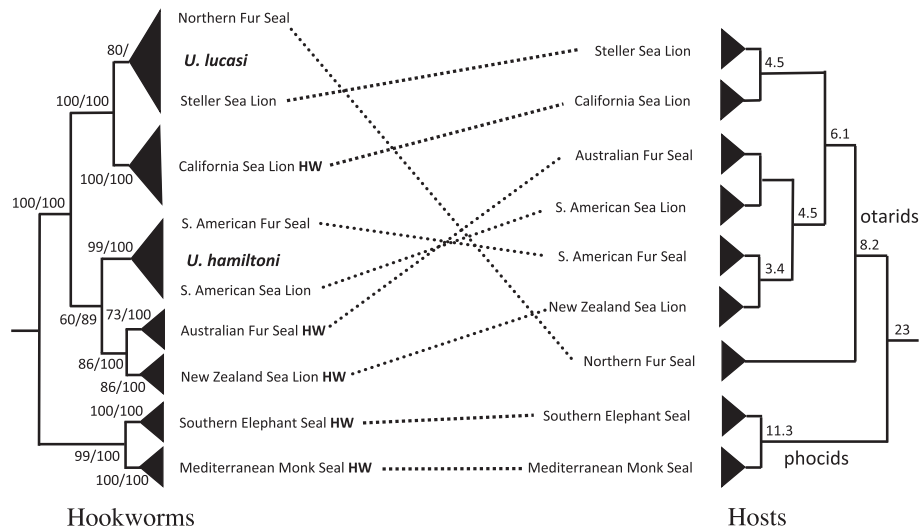 Northern Fur Seal
80/
U. lucasi
Steller Sea Lion
Steller Sea Lion
4.5
100/100
Steller Sea Lion
California Sea Lion
6.1
California Sea Lion HW
Australian Fur Seal
100/100
100/100
S. American Sea Lion
S. American Fur Seal
4.5
otarids
99/100
U. hamiltoni
S. American Fur Seal
8.2
3.4
S. American Sea Lion
New Zealand Sea Lion
60/89
73/100
Australian Fur Seal HW
23
86/100
Northern Fur Seal
86/100
New Zealand Sea Lion HW
100/100
Southern Elephant Seal HW
Southern Elephant Seal
11.3
99/100
phocids
100/100
Mediterranean Monk Seal HW
Mediterranean Monk Seal
Hookworms
Hosts